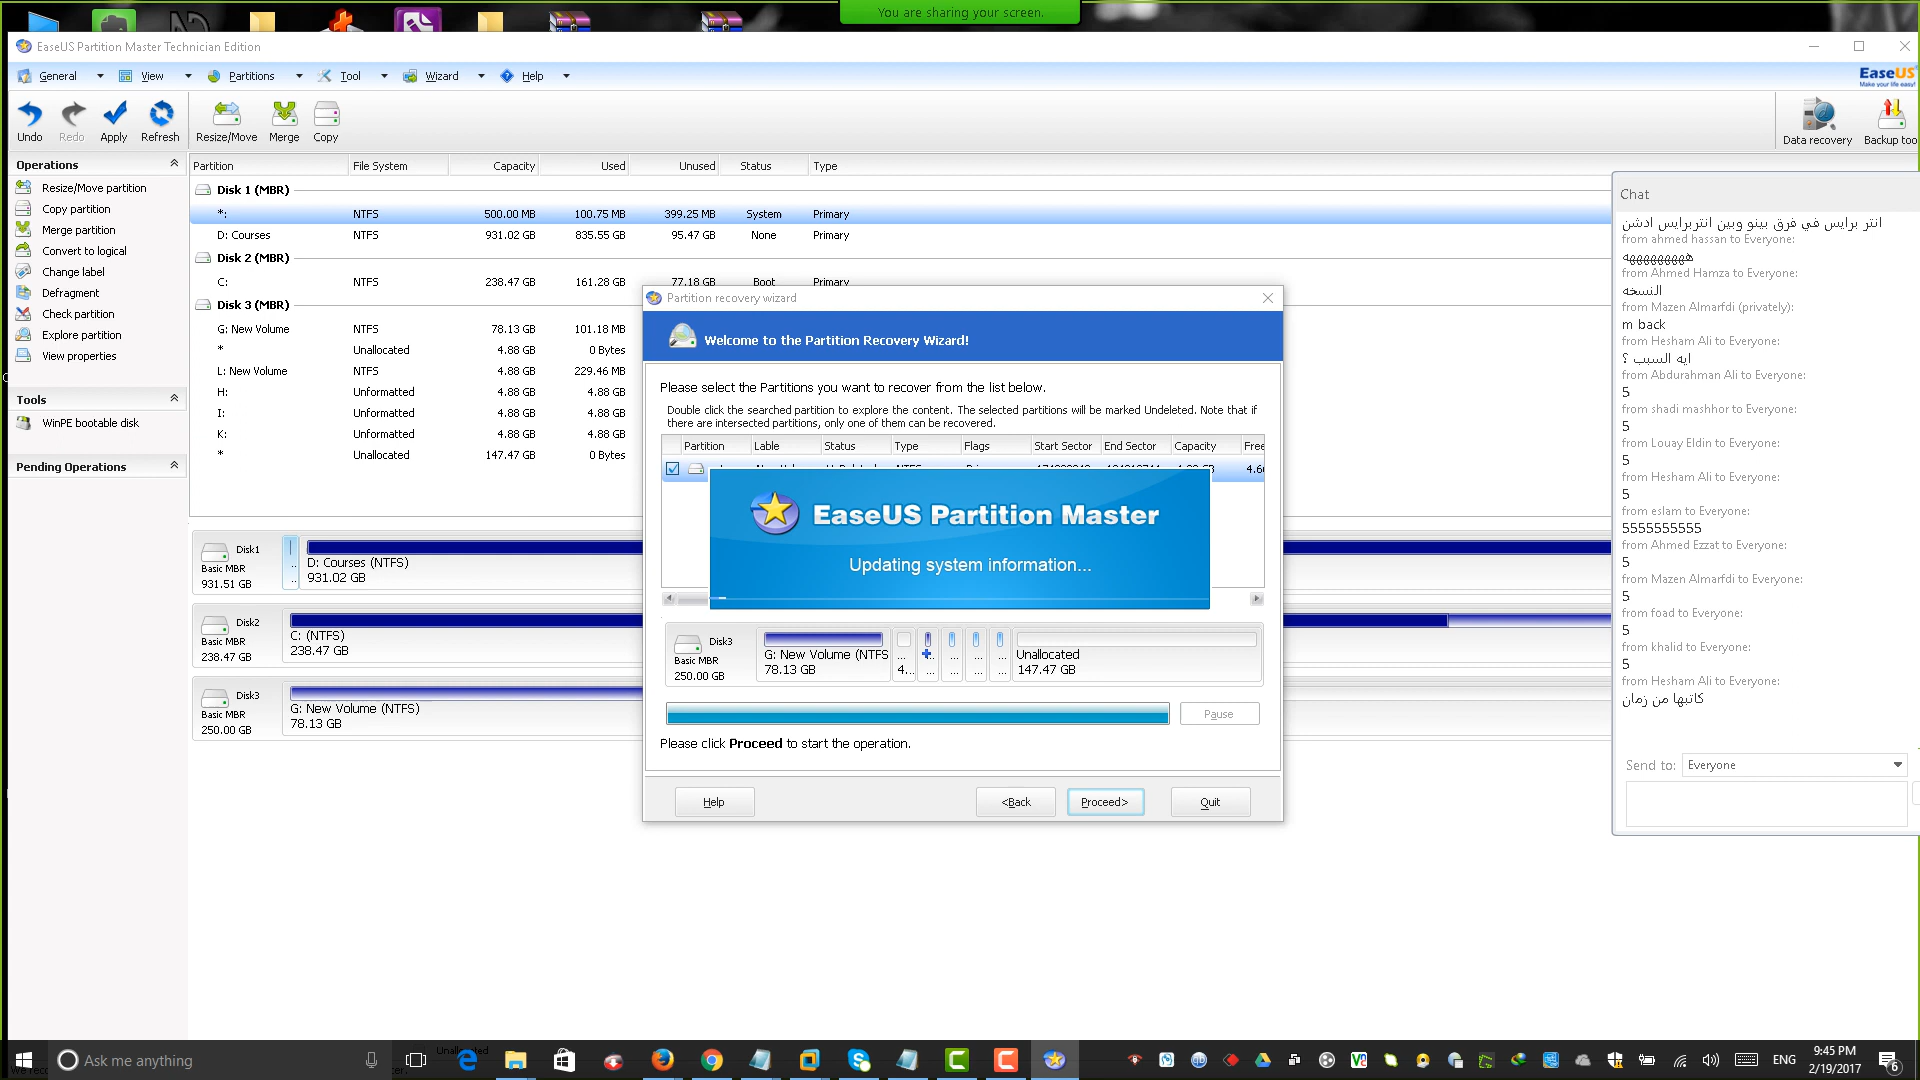 You are sharing your screen.
EaseUS Partition Master Technician Edition
General View Partitions Tool Wizard Help
EaseUS
Make your life easy!
Undo Redo Apply Refresh Resize/Move Merge Copy Data recovery Backup too
Operations
Resize/Move partition
Copy partition
Merge partition
Convert to logical
Change label
Defragment
Check partition
Explore partition
View properties
Tools
WinPE bootable disk
Pending Operations
Partition File System Capacity Used Unused Status Type
Disk 1 (MBR)
*: NTFS 500.00 MB 100.75 MB 399.25 MB System Primary
D: Courses NTFS 931.02 GB 835.55 GB 95.47 GB None Primary
Disk 2 (MBR)
C: NTFS 238.47 GB 161.28 GB 77.18 GB Boot Primary
Disk 3 (MBR)
G: New Volume NTFS 78.13 GB 101.18 MB
* Unallocated 4.88 GB 0 Bytes
L: New Volume NTFS 4.88 GB 229.46 MB
H: Unformatted 4.88 GB 4.88 GB
I: Unformatted 4.88 GB 4.88 GB
K: Unformatted 4.88 GB 4.88 GB
* Unallocated 147.47 GB 0 Bytes
Disk1
Basic MBR
931.51 GB
D: Courses (NTFS)
931.02 GB
Disk2
Basic MBR
238.47 GB
C: (NTFS)
238.47 GB
Disk3
Basic MBR
250.00 GB
G: New Volume (NTFS)
78.13 GB
Partition recovery wizard
Welcome to the Partition Recovery Wizard!
Please select the Partitions you want to recover from the list below.
Double click the searched partition to explore the content. The selected partitions will be marked Undeleted. Note that if
there are intersected partitions, only one of them can be recovered.
Partition Lable Status Type Flags Start Sector End Sector Capacity Free
4.6
EaseUS Partition Master
Updating system information...
Disk3
Basic MBR
250.00 GB
G: New Volume (NTFS
78.13 GB
4...
Unallocated
147.47 GB
Pause
Please click Proceed to start the operation.
Help <Back Proceed> Quit
Chat
انتر برايس في فرق بينو وبين انتربرايس ادشن
from ahmed hassan to Everyone:
هههههههههه
from Ahmed Hamza to Everyone:
النسخه
from Mazen Almarfdi (privately):
m back
from Hesham Ali to Everyone:
ايه السبب ؟
from Abdurahman Ali to Everyone:
5
from shadi mashhor to Everyone:
5
from Louay Eldin to Everyone:
5
from Hesham Ali to Everyone:
5
from eslam to Everyone:
5555555555
from Ahmed Ezzat to Everyone:
5
from Mazen Almarfdi to Everyone:
5
from foad to Everyone:
5
from khalid to Everyone:
5
from Hesham Ali to Everyone:
كاتبها من زمان
Send to: Everyone
Ask me anything
ENG
9:45 PM
2/19/2017
6